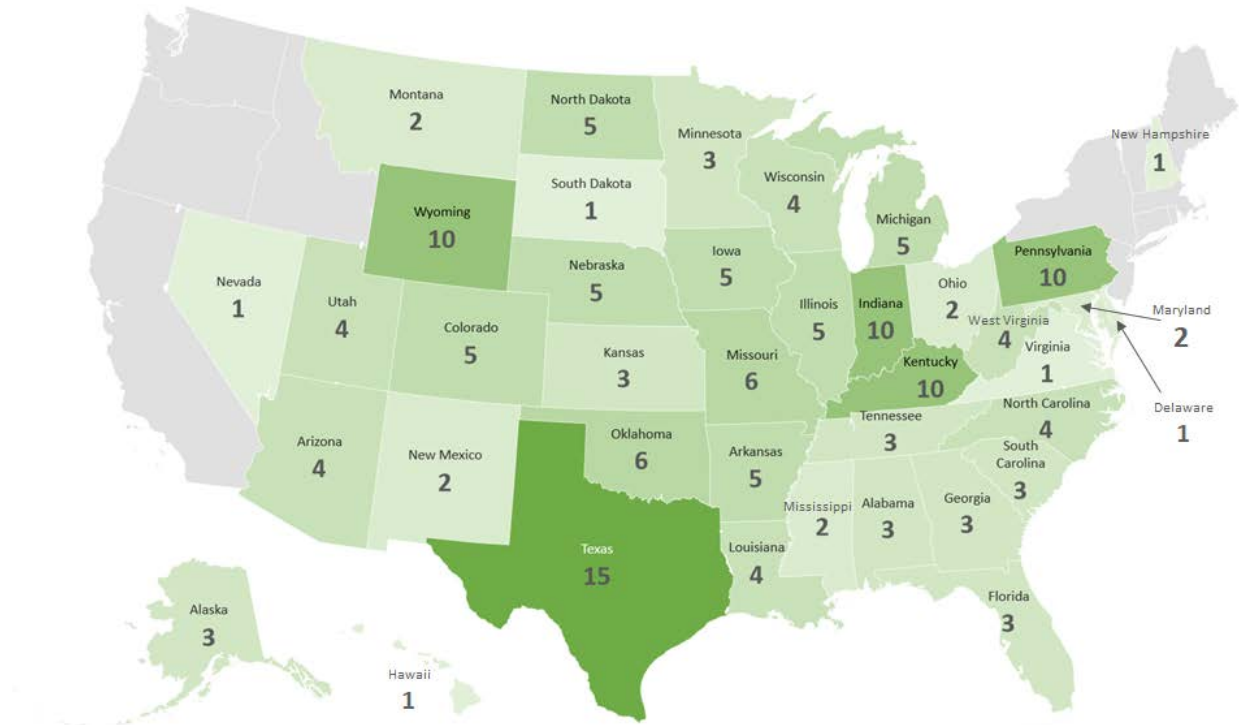 Montana
2
North Dakota
5
Minnesota
3
New Hampshire
1
South Dakota
1
Wisconsin
4
Wyoming
10
Michigan
5
Pennsylvania
10
Nebraska
5
Iowa
5
Nevada
1
Utah
4
Illinois
5
Indiana
10
Ohio
2
Maryland
2
West Virginia
4
Colorado
5
Kansas
3
Missouri
6
Kentucky
10
Virginia
1
Delaware
1
Tennessee
3
North Carolina
4
Arizona
4
New Mexico
2
Oklahoma
6
Arkansas
5
South
Carolina
3
Mississippi
2
Alabama
3
Georgia
3
Texas
15
Louisiana
4
Florida
3
Alaska
3
Hawaii
1